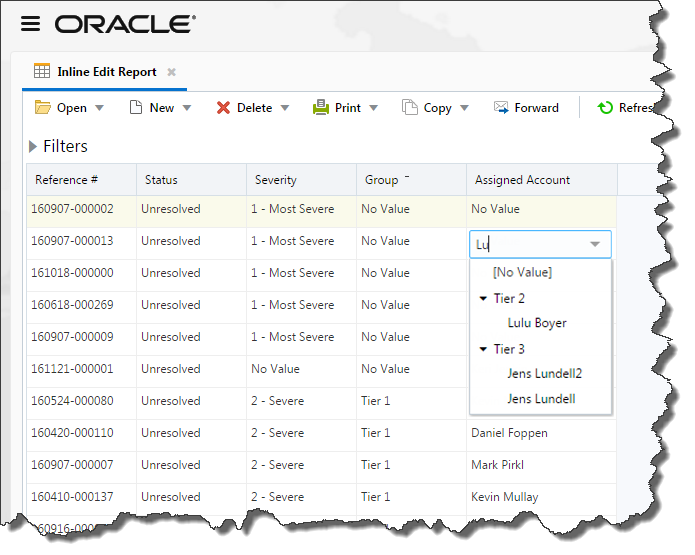 ORACLE®
Inline Edit Report
Open New Delete Print Copy Forward
Filters
Reference # Status Severity Group Assigned Account
160907-000002 Unresolved 1 - Most Severe No Value No Value
160907-000013 Unresolved 1 - Most Severe No Value Lu
161018-000000 Unresolved 1 - Most Severe No Value [No Value]
160618-000269 Unresolved 1 - Most Severe No Value Tier 2
Lulu Boyer
160907-000009 Unresolved 1 - Most Severe No Value Tier 3
161121-000001 Unresolved No Value No Value Jens Lundell2
160524-000080 Unresolved 2 - Severe Tier 1 Jens Lundell
160420-000110 Unresolved 2 - Severe Tier 1 Daniel Foppen
160907-000007 Unresolved 2 - Severe Tier 1 Mark Pirkl
160410-000137 Unresolved 2 - Severe Tier 1 Kevin Mullay